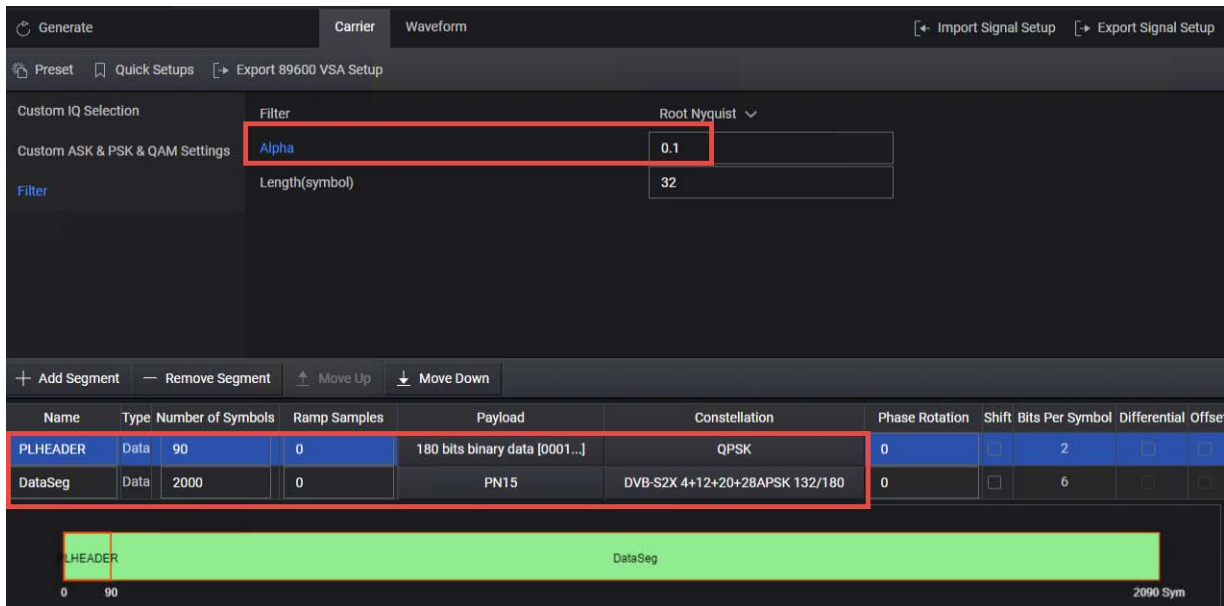 Generate Carrier Waveform Import Signal Setup Export Signal Setup
Preset Quick Setups Export 89600 VSA Setup
Custom IQ Selection Filter Root Nyquist
Custom ASK & PSK & QAM Settings Alpha 0.1
Filter Length(symbol) 32
Add Segment Remove Segment Move Up Move Down
Name Type Number of Symbols Ramp Samples Payload Constellation Phase Rotation Shift Bits Per Symbol Differential Offse
PLHEADER Data 90 0 180 bits binary data [0001...] QPSK 0 2
DataSeg Data 2000 0 PN15 DVB-S2X 4+12+20+28APSK 132/180 0 6
PLHEADER DataSeg
0 90 2090 Sym